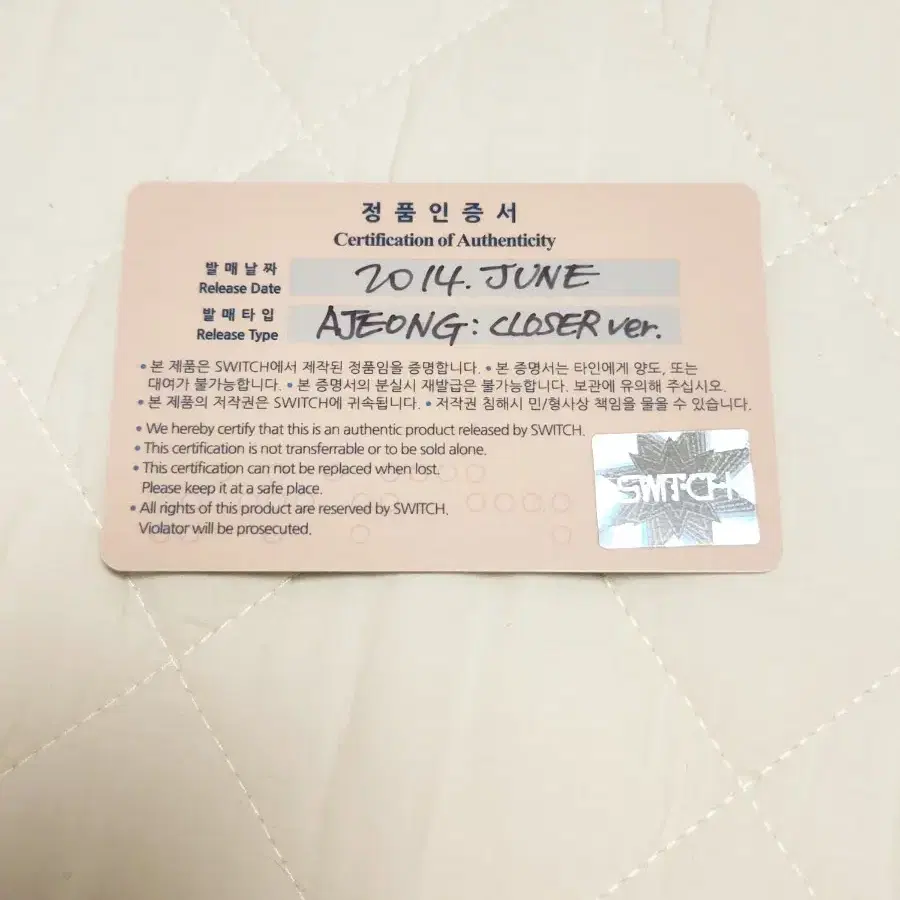 정품인증서
Certification of Authenticity
발매날짜
Release Date
2014. JUNE
발매타입
Release Type
AJEONG: CLOSER ver.
• 본 제품은 SWITCH에서 제작된 정품임을 증명합니다. • 본 증명서는 타인에게 양도, 또는
대여가 불가능합니다. • 본 증명서의 분실시 재발급은 불가능합니다. 보관에 유의해 주십시오.
• 본 제품의 저작권은 SWITCH에 귀속됩니다. • 저작권 침해시 민/형사상 책임을 물을 수 있습니다.
• We hereby certify that this is an authentic product released by SWITCH.
• This certification is not transferrable or to be sold alone.
• This certification can not be replaced when lost.
Please keep it at a safe place.
• All rights of this product are reserved by SWITCH.
Violator will be prosecuted.
SWITCH